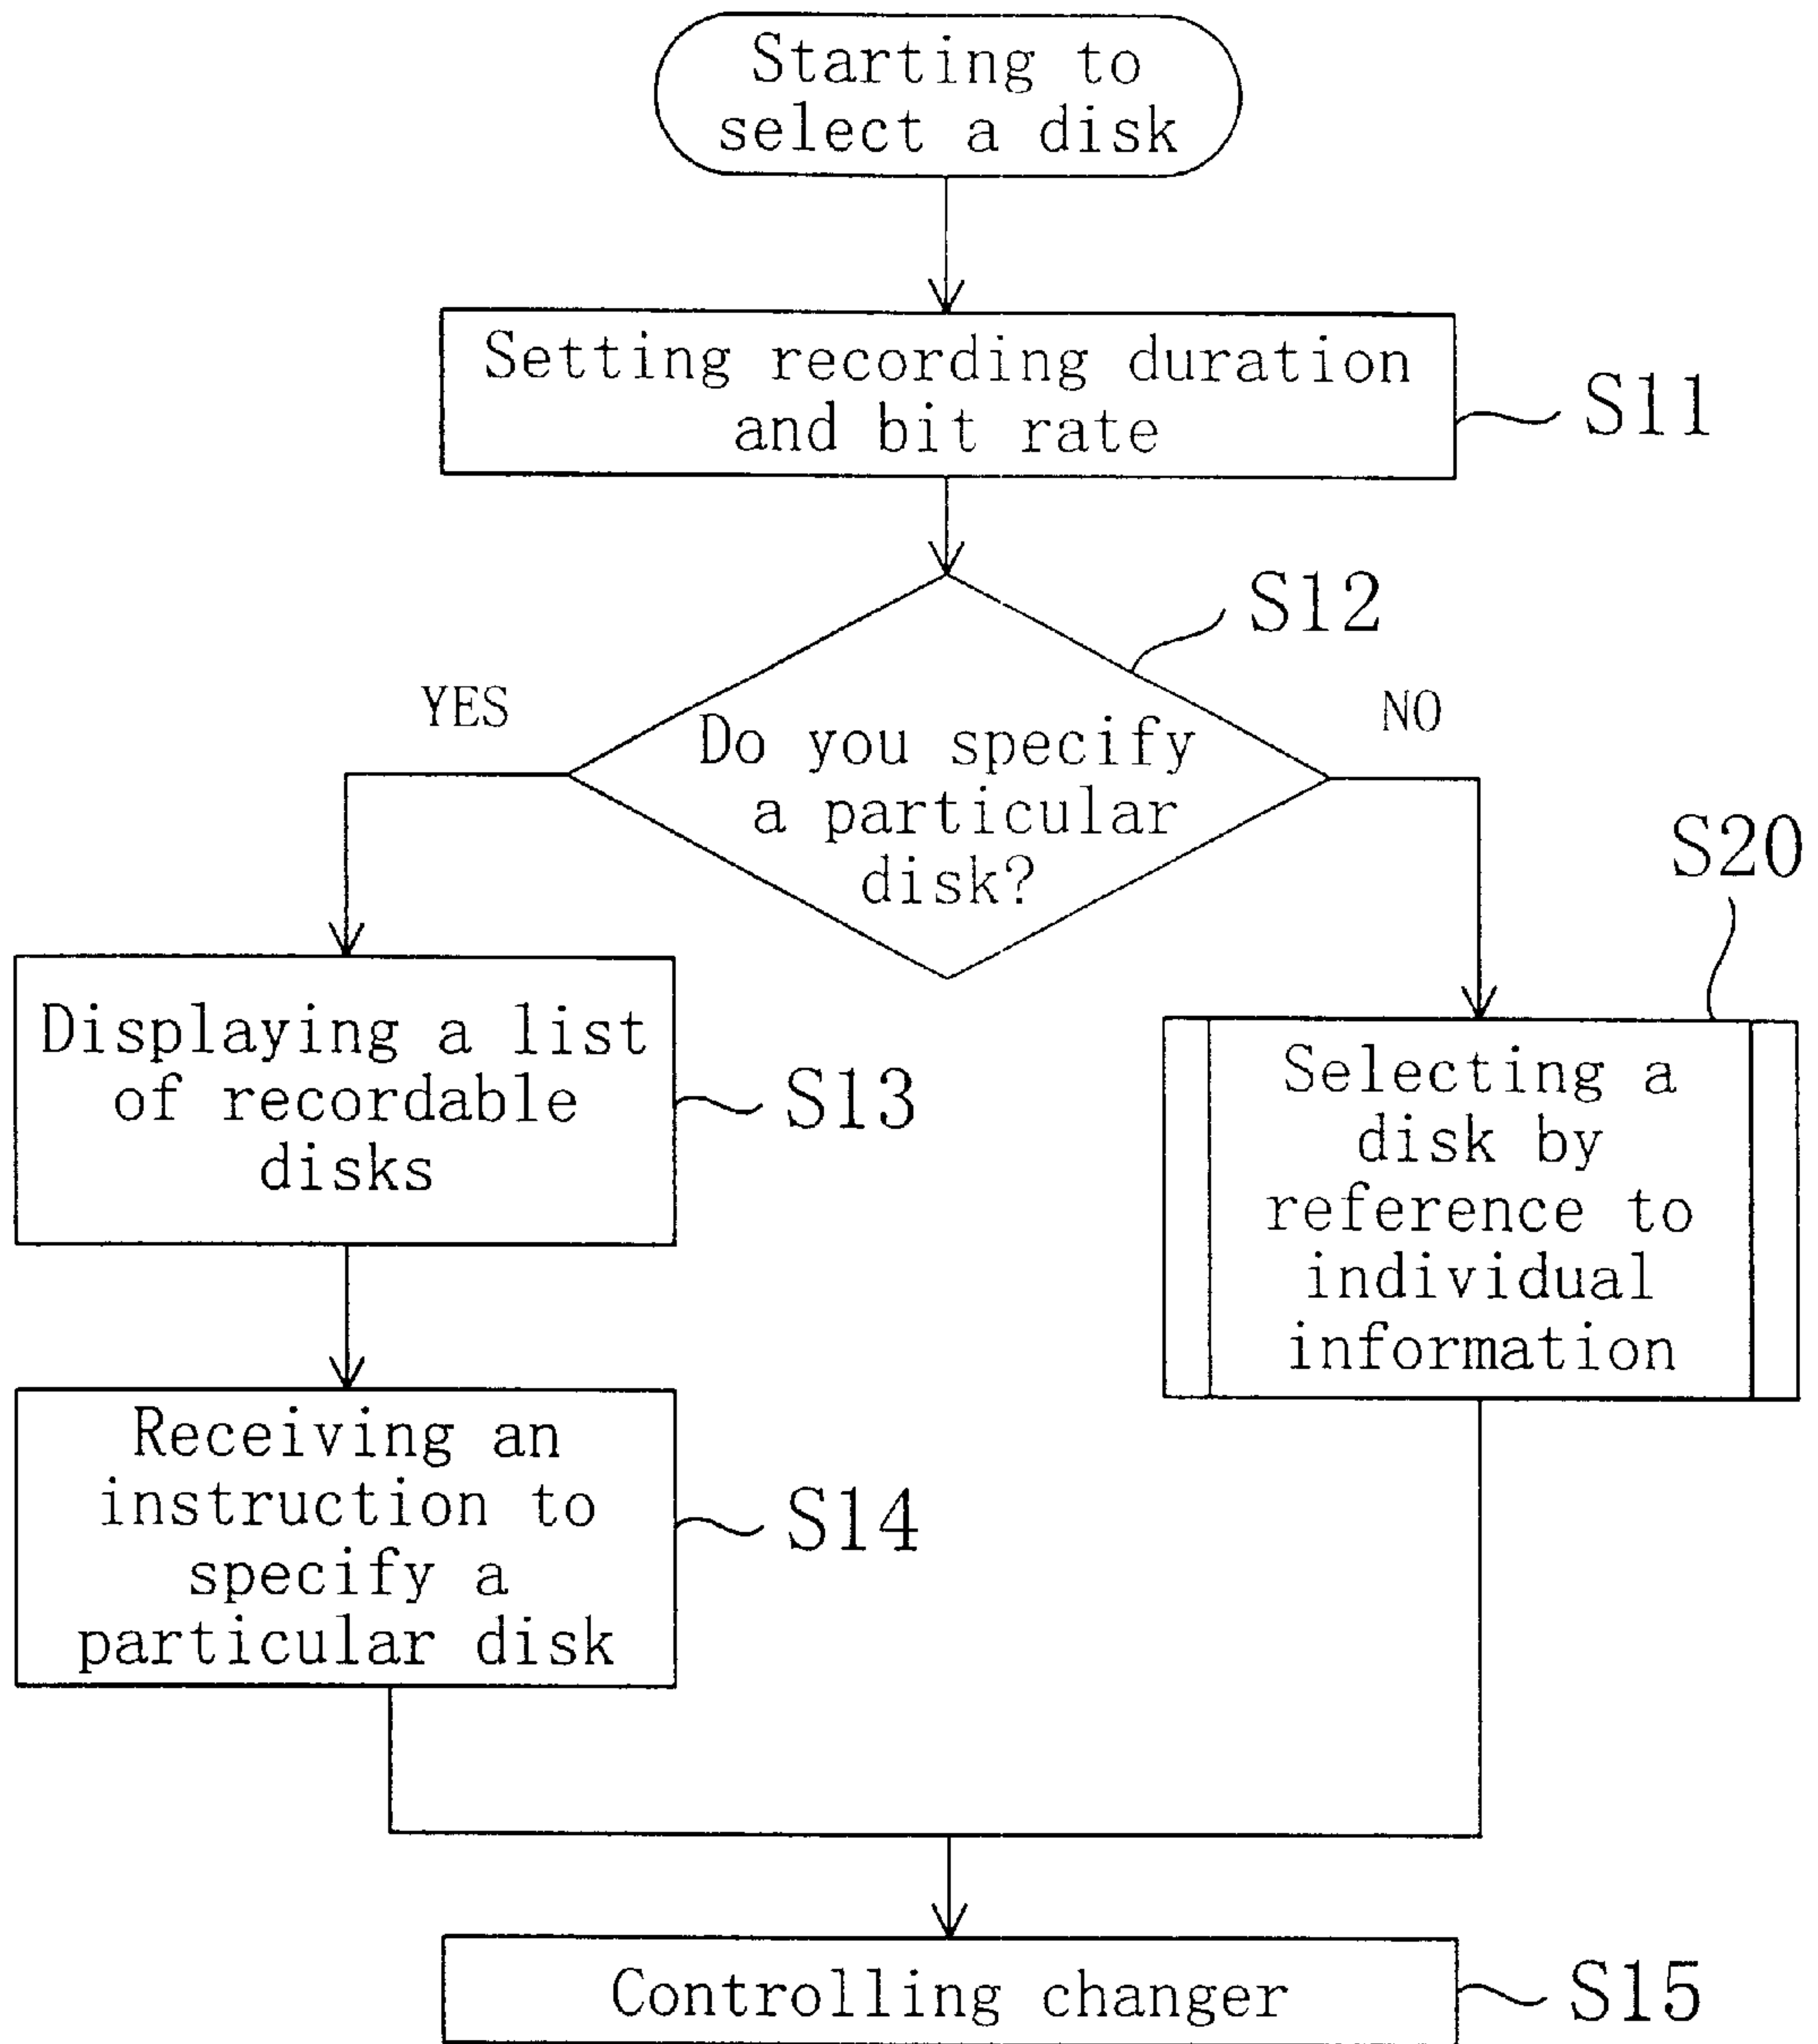 Starting to
select a disk
Setting recording duration
and bit rate
S11
S12
YES
NO
Do you specify
a particular
disk?
S20
Displaying a list
of recordable
disks
S13
Selecting a
disk by
reference to
individual
information
Receiving an
instruction to
specify a
particular disk
S14
Controlling changer
S15